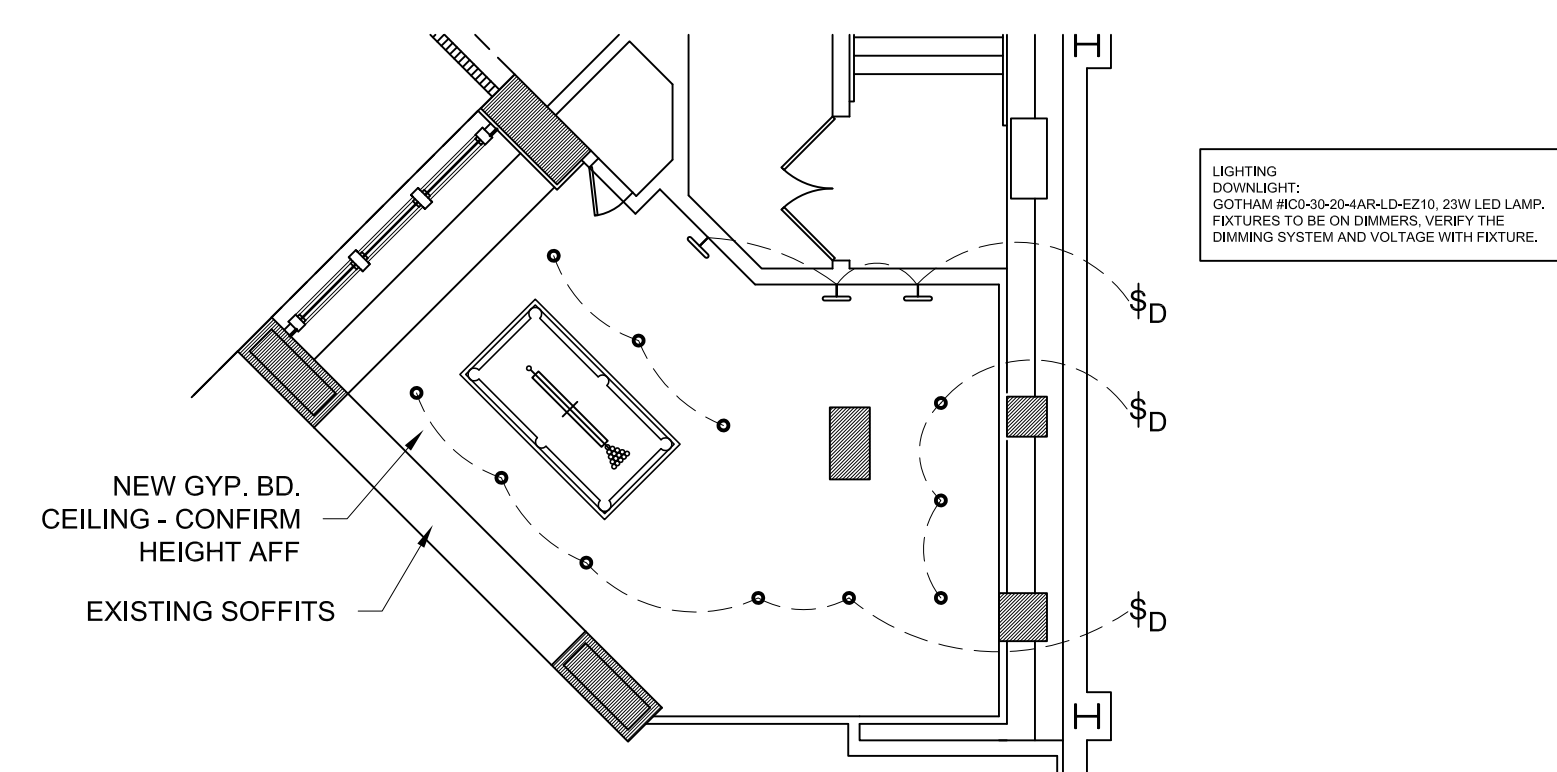 LIGHTING
DOWNLIGHT:
GOTHAM #IC0-30-20-4AR-LD-EZ10, 23W LED LAMP.
FIXTURES TO BE ON DIMMERS, VERIFY THE
DIMMING SYSTEM AND VOLTAGE WITH FIXTURE.
$D
$D
NEW GYP. BD.
CEILING - CONFIRM
HEIGHT AFF
EXISTING SOFFITS
$D